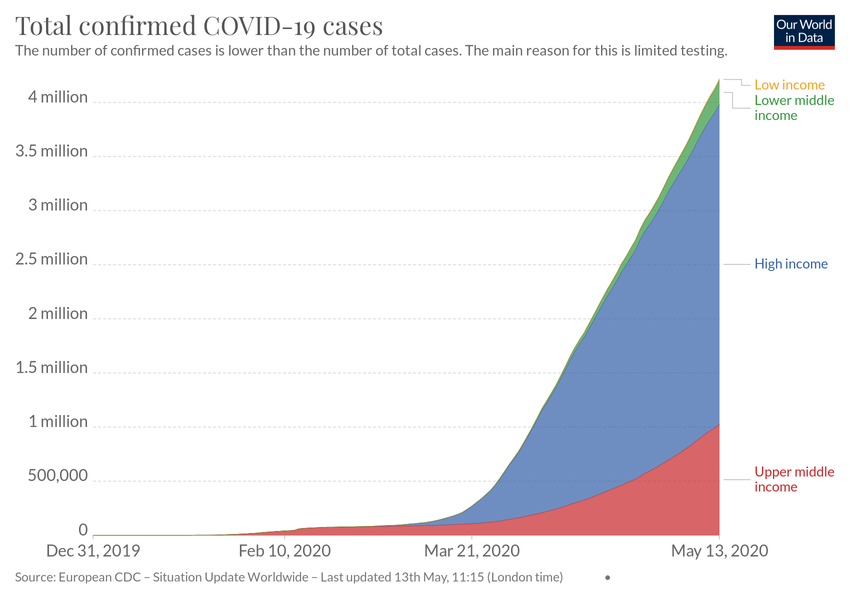 Total confirmed COVID-19 cases
The number of confirmed cases is lower than the number of total cases. The main reason for this is limited testing.
Our World
in Data
4 million
3.5 million
3 million
2.5 million
2 million
1.5 million
1 million
500,000
0
Low income
Lower middle
income
High income
Upper middle
income
Dec 31, 2019
Feb 10, 2020
Mar 21, 2020
May 13, 2020
Source: European CDC – Situation Update Worldwide – Last updated 13th May, 11:15 (London time)